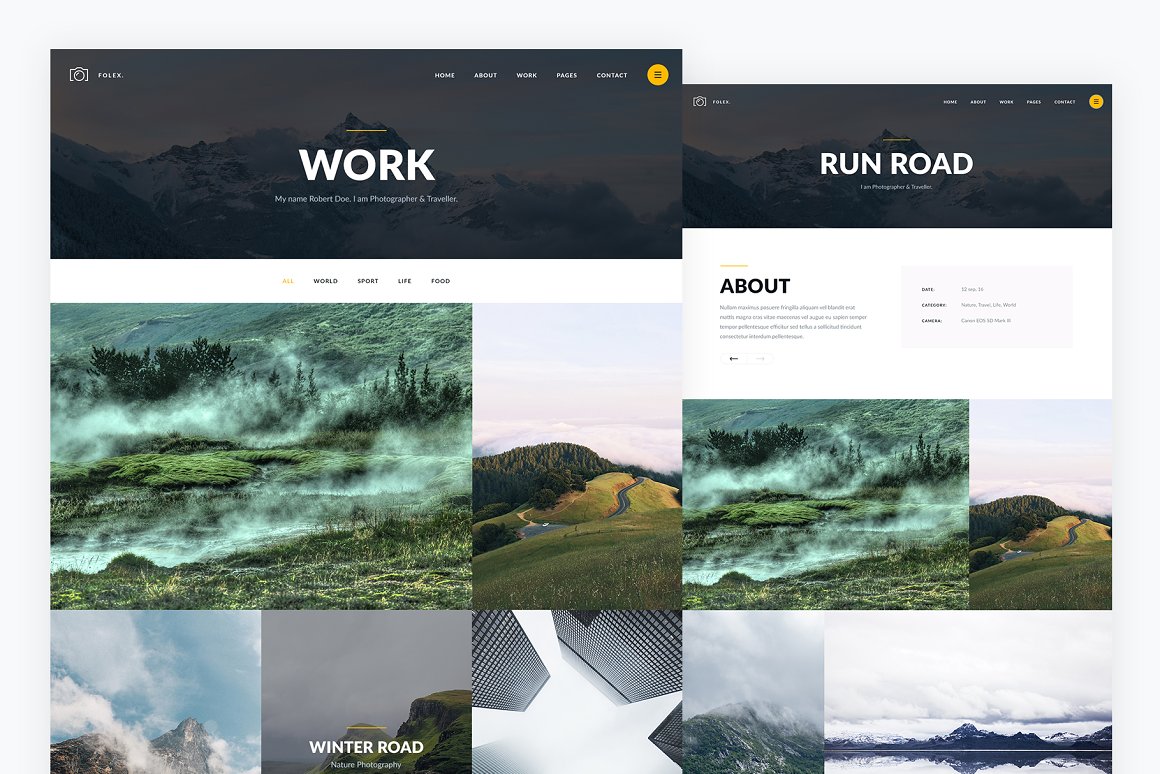 FOLEX.
HOME ABOUT WORK PAGES CONTACT
WORK
My name Robert Doe. I am Photographer & Traveller.
ALL WORLD SPORT LIFE FOOD
WINTER ROAD
Nature Photography
FOLEX.
HOME ABOUT WORK PAGES CONTACT
RUN ROAD
I am Photographer & Traveller.
ABOUT
Nullam maximus posuere fringilla aliquam vel blandit erat
mattis magna cras vitae maecenas vel augue eu sapien semper
tempor pellentesque efficitur sed tellus a sollicitud tincidunt
consectetur interdum pellentesque.
DATE: 12 sep, 16
CATEGORY: Nature, Travel, Life, World
CAMERA: Canon EOS 5D Mark III